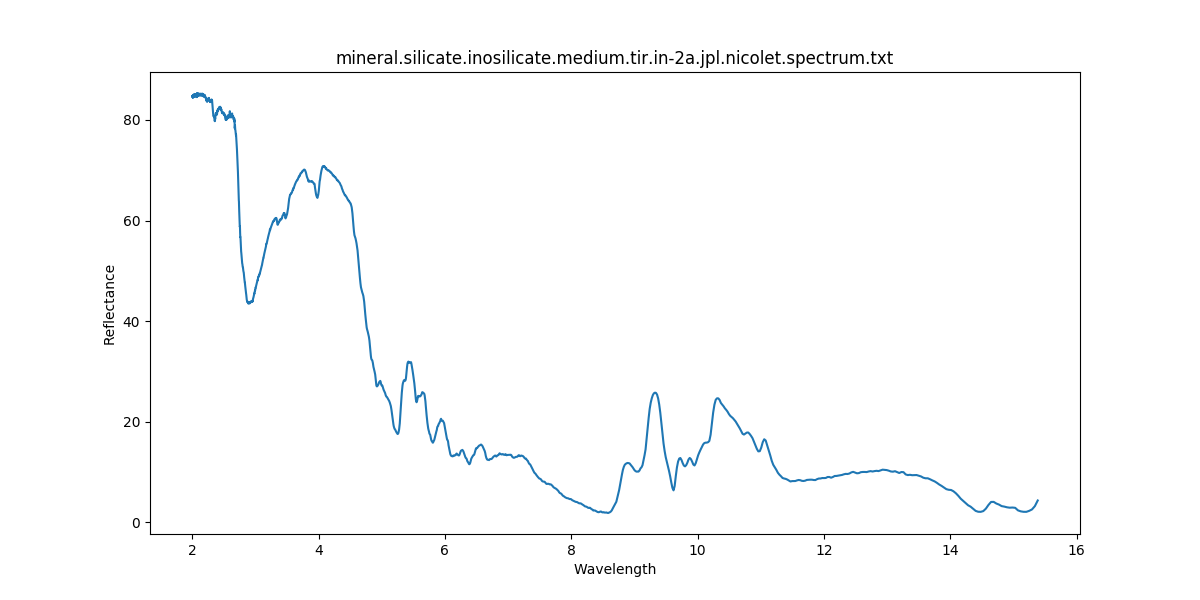 mineral.silicate.inosilicate.medium.tir.in-2a.jpl.nicolet.spectrum.txt
80
60
40
20
0
Reflectance
2 4 6 8 10 12 14 16
Wavelength